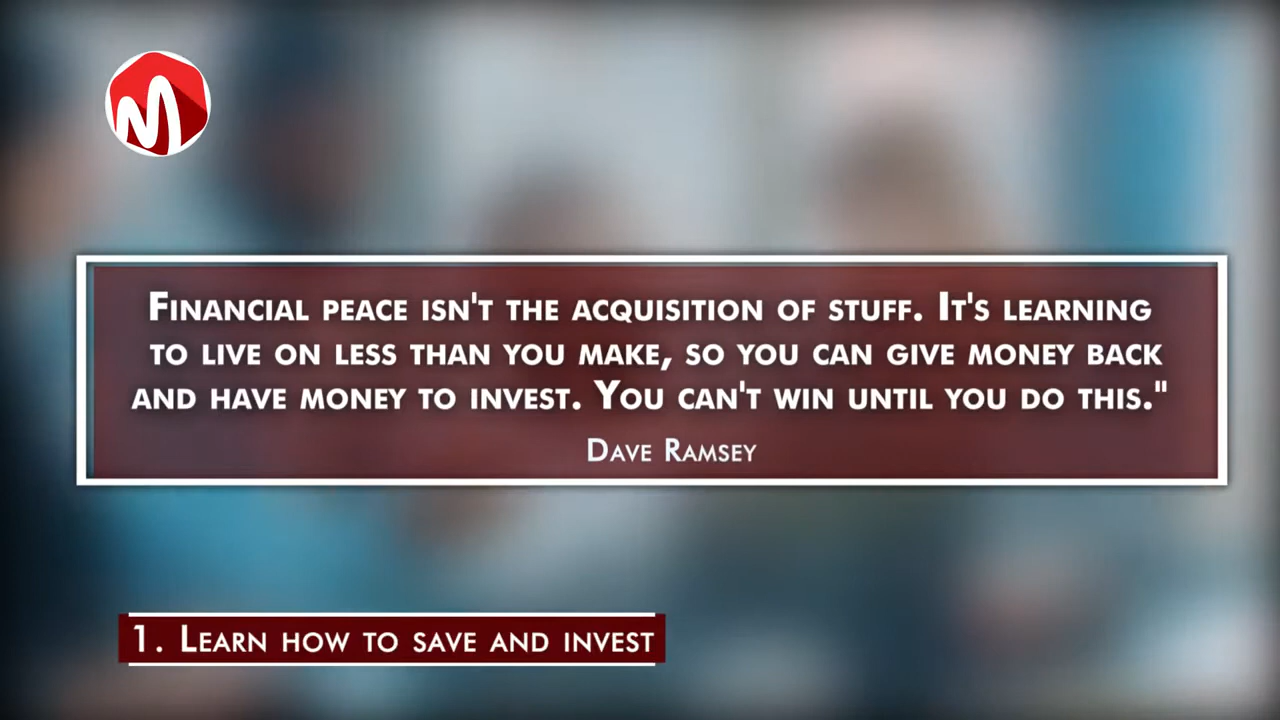 Financial peace isn't the acquisition of stuff. It's learning
to live on less than you make, so you can give money back
and have money to invest. You can't win until you do this."
Dave Ramsey
1. Learn how to save and invest